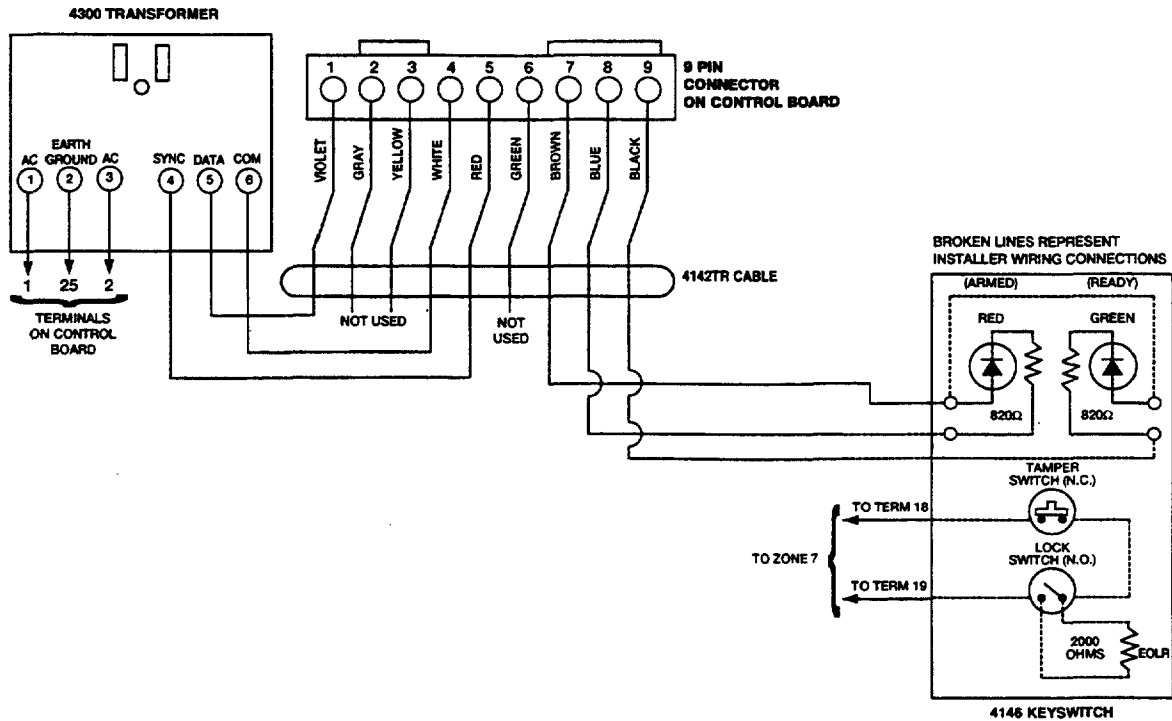 4300 TRANSFORMER
AC
EARTH
GROUND
AC
SYNC
DATA
COM
1
2
3
4
5
6
1
25
2
TERMINALS
ON CONTROL
BOARD
1
2
3
4
5
6
7
8
9
9 PIN
CONNECTOR
ON CONTROL BOARD
VIOLET
GRAY
YELLOW
WHITE
RED
GREEN
BROWN
BLUE
BLACK
4142TR CABLE
NOT USED
NOT
USED
BROKEN LINES REPRESENT
INSTALLER WIRING CONNECTIONS
(ARMED)
(READY)
RED
GREEN
820Ω
820Ω
TAMPER
SWITCH (N.C.)
TO TERM 18
TO ZONE 7
LOCK
SWITCH (N.O.)
TO TERM 19
2000
OHMS
EOLR
4146 KEYSWITCH